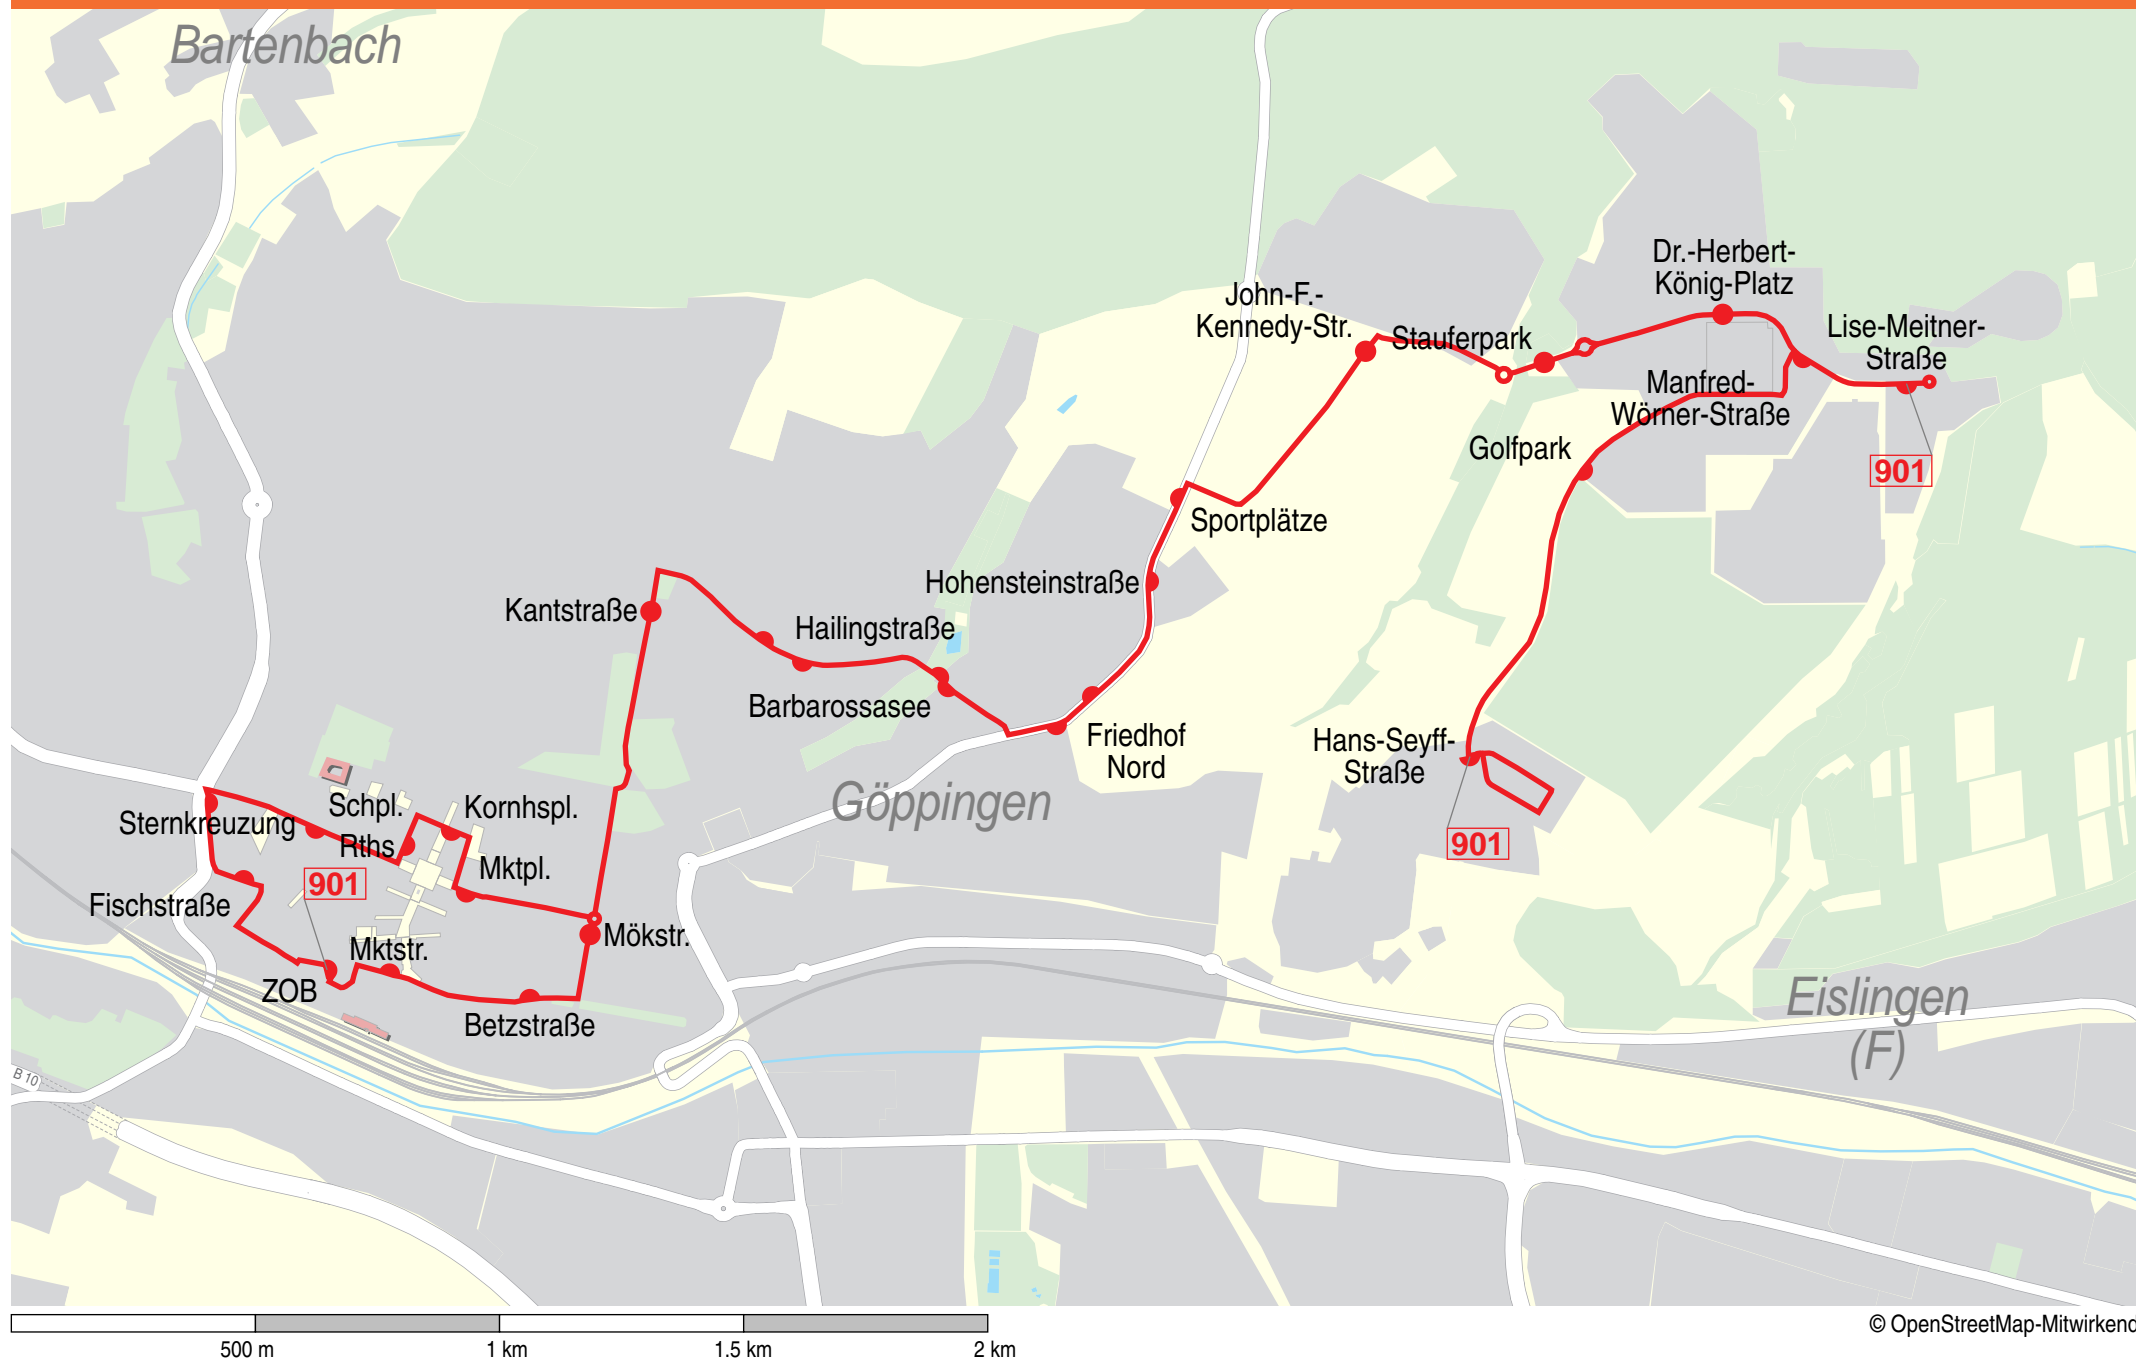 Bartenbach
Dr.-Herbert-
König-Platz
John-F.-
Kennedy-Str.
Stauferpark
Lise-Meitner-
Straße
Manfred-
Wörner-Straße
Golfpark
901
Sportplätze
Hohensteinstraße
Kantstraße
Hailingstraße
Barbarossasee
Friedhof
Nord
Hans-Seyff-
Straße
Göppingen
Schpl.
Kornhspl.
Sternkreuzung
Rths
901
Mktpl.
901
Fischstraße
Mökstr.
Mktstr.
ZOB
Betzstraße
Eislingen
(F)
B 10
500 m
1 km
1.5 km
2 km
© OpenStreetMap-Mitwirkend